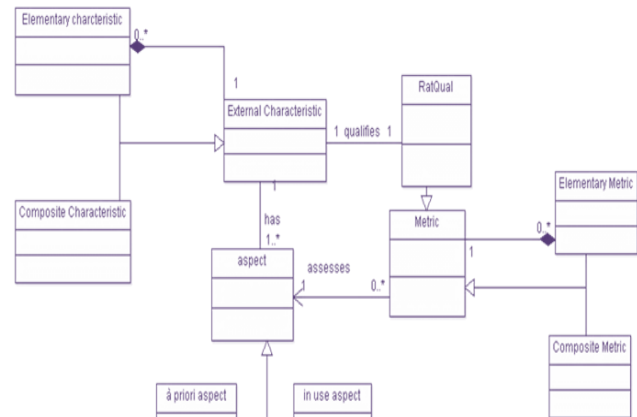 Elementary charcteristic
0..*
1
External Characteristic
RatQual
1 qualifies 1
Composite Characteristic
1
has
1..*
aspect
assesses
1
0..*
Metric
1
0..*
Elementary Metric
Composite Metric
à priori aspect
in use aspect